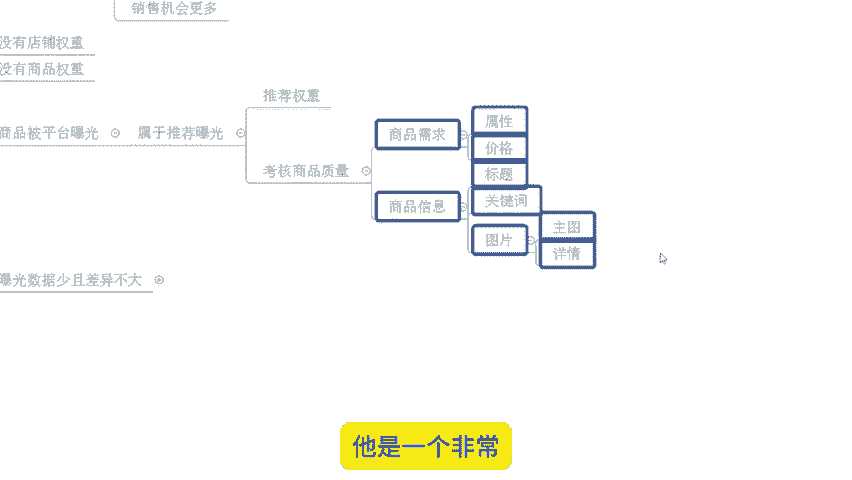 销售机会更多
没有店铺权重
没有商品权重
推荐权重
商品被平台曝光
属于推荐曝光
考核商品质量
商品需求
属性
价格
商品信息
标题
关键词
图片
主图
详情
曝光数据少且差异不大
他是一个非常